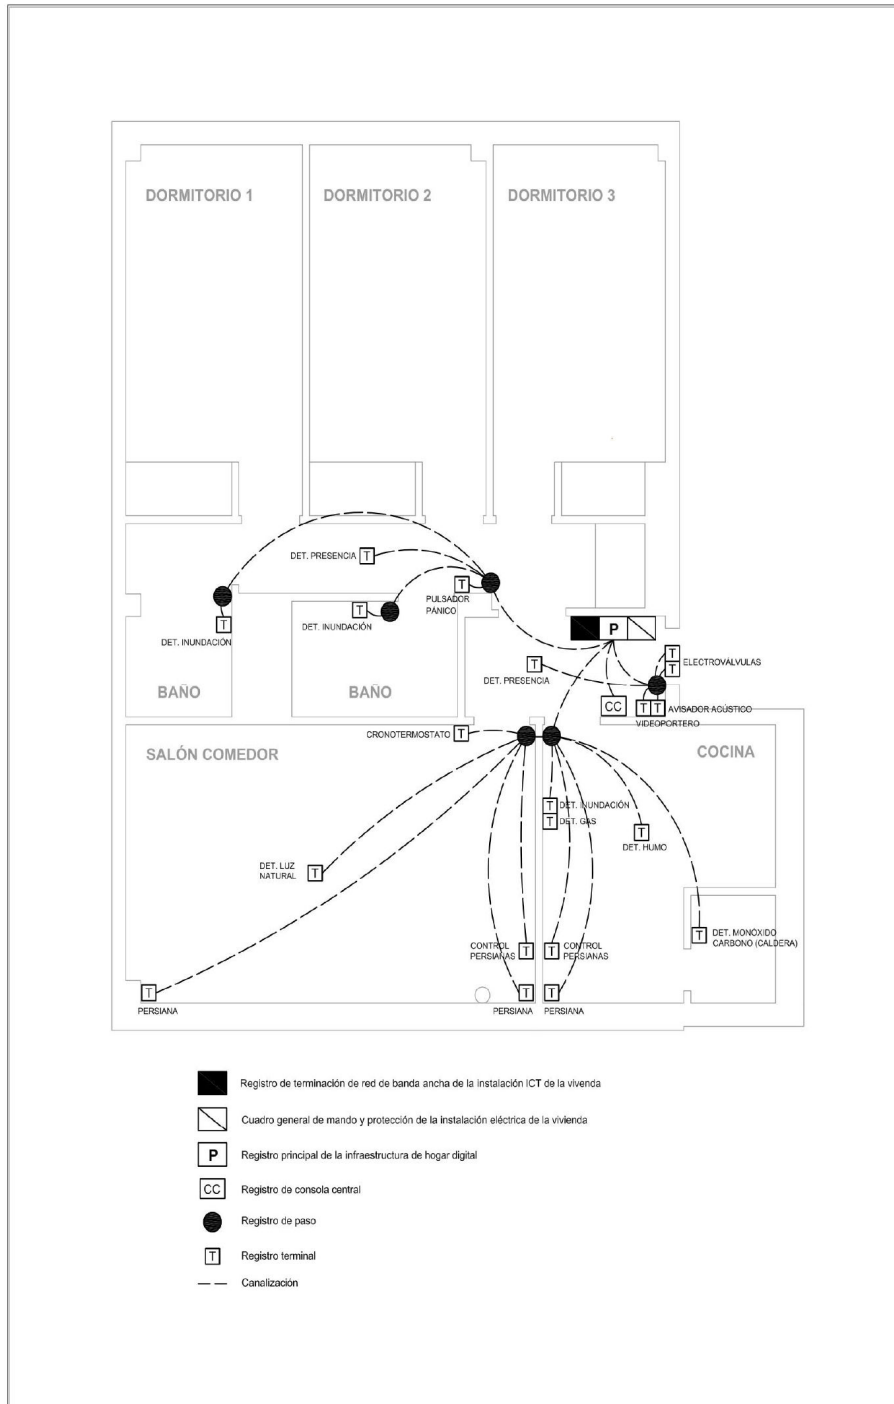 DORMITORIO 1
DORMITORIO 2
DORMITORIO 3
DET. PRESENCIA
T
T
PULSADOR
PÁNICO
T
DET. INUNDACIÓN
T
DET. INUNDACIÓN
P
T
T
ELECTROVÁLVULAS
T
DET. PRESENCIA
BAÑO
BAÑO
CC
T
T
AVISADOR ACÚSTICO
VIDEOPORTERO
CRONOTERMOSTATO
T
SALÓN COMEDOR
COCINA
T
DET. INUNDACIÓN
T
DET. GAS
T
DET. HUMO
DET. LUZ
NATURAL
T
T
DET. MONÓXIDO
CARBONO (CALDERA)
CONTROL
PERSIANAS
T
T
CONTROL
PERSIANAS
T
PERSIANA
T
PERSIANA
T
PERSIANA
Registro de terminación de red de banda ancha de la instalación ICT de la vivenda
Cuadro general de mando y protección de la instalación eléctrica de la vivienda
P
Registro principal de la infraestructura de hogar digital
CC
Registro de consola central
Registro de paso
T
Registro terminal
Canalización